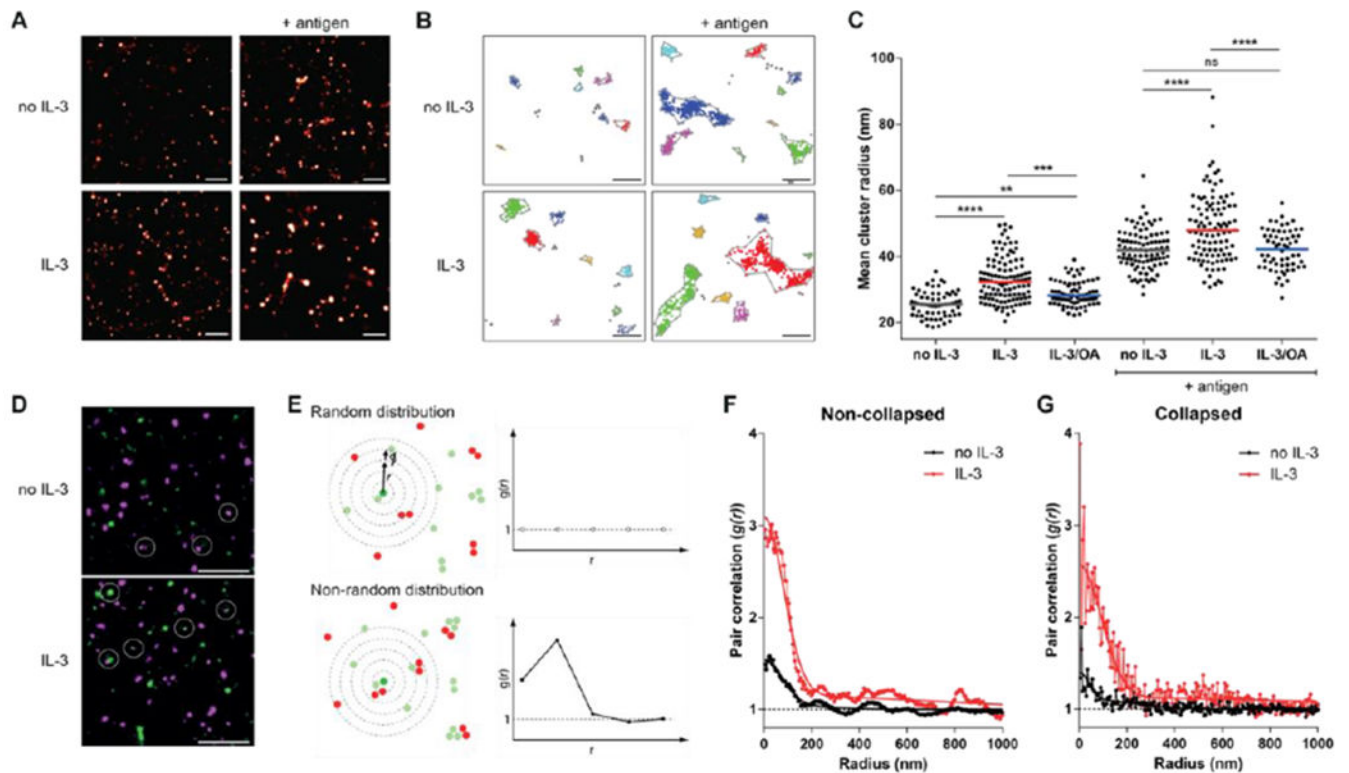 A
+ antigen
no IL-3
IL-3
B
+ antigen
no IL-3
IL-3
C
Mean cluster radius (nm)
100
80
60
40
20
****
ns
****
***
**
****
no IL-3
IL-3
IL-3/OA
no IL-3
IL-3
IL-3/OA
+ antigen
D
no IL-3
IL-3
E
Random distribution
r
g(r)
1
r
Non-random distribution
g(r)
1
r
F
Non-collapsed
no IL-3
IL-3
Pair correlation (g(r))
4
3
2
1
0
200
400
600
800
1000
Radius (nm)
G
Collapsed
no IL-3
IL-3
Pair correlation (g(r))
4
3
2
1
0
200
400
600
800
1000
Radius (nm)